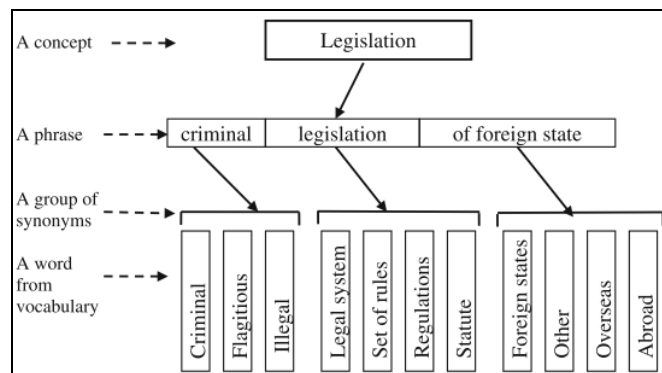 A concept
Legislation
A phrase
criminal
legislation
of foreign state
A group of
synonyms
A word
from
vocabulary
Criminal
Flagitious
Illegal
Legal system
Set of rules
Regulations
Statute
Foreign states
Other
Overseas
Abroad